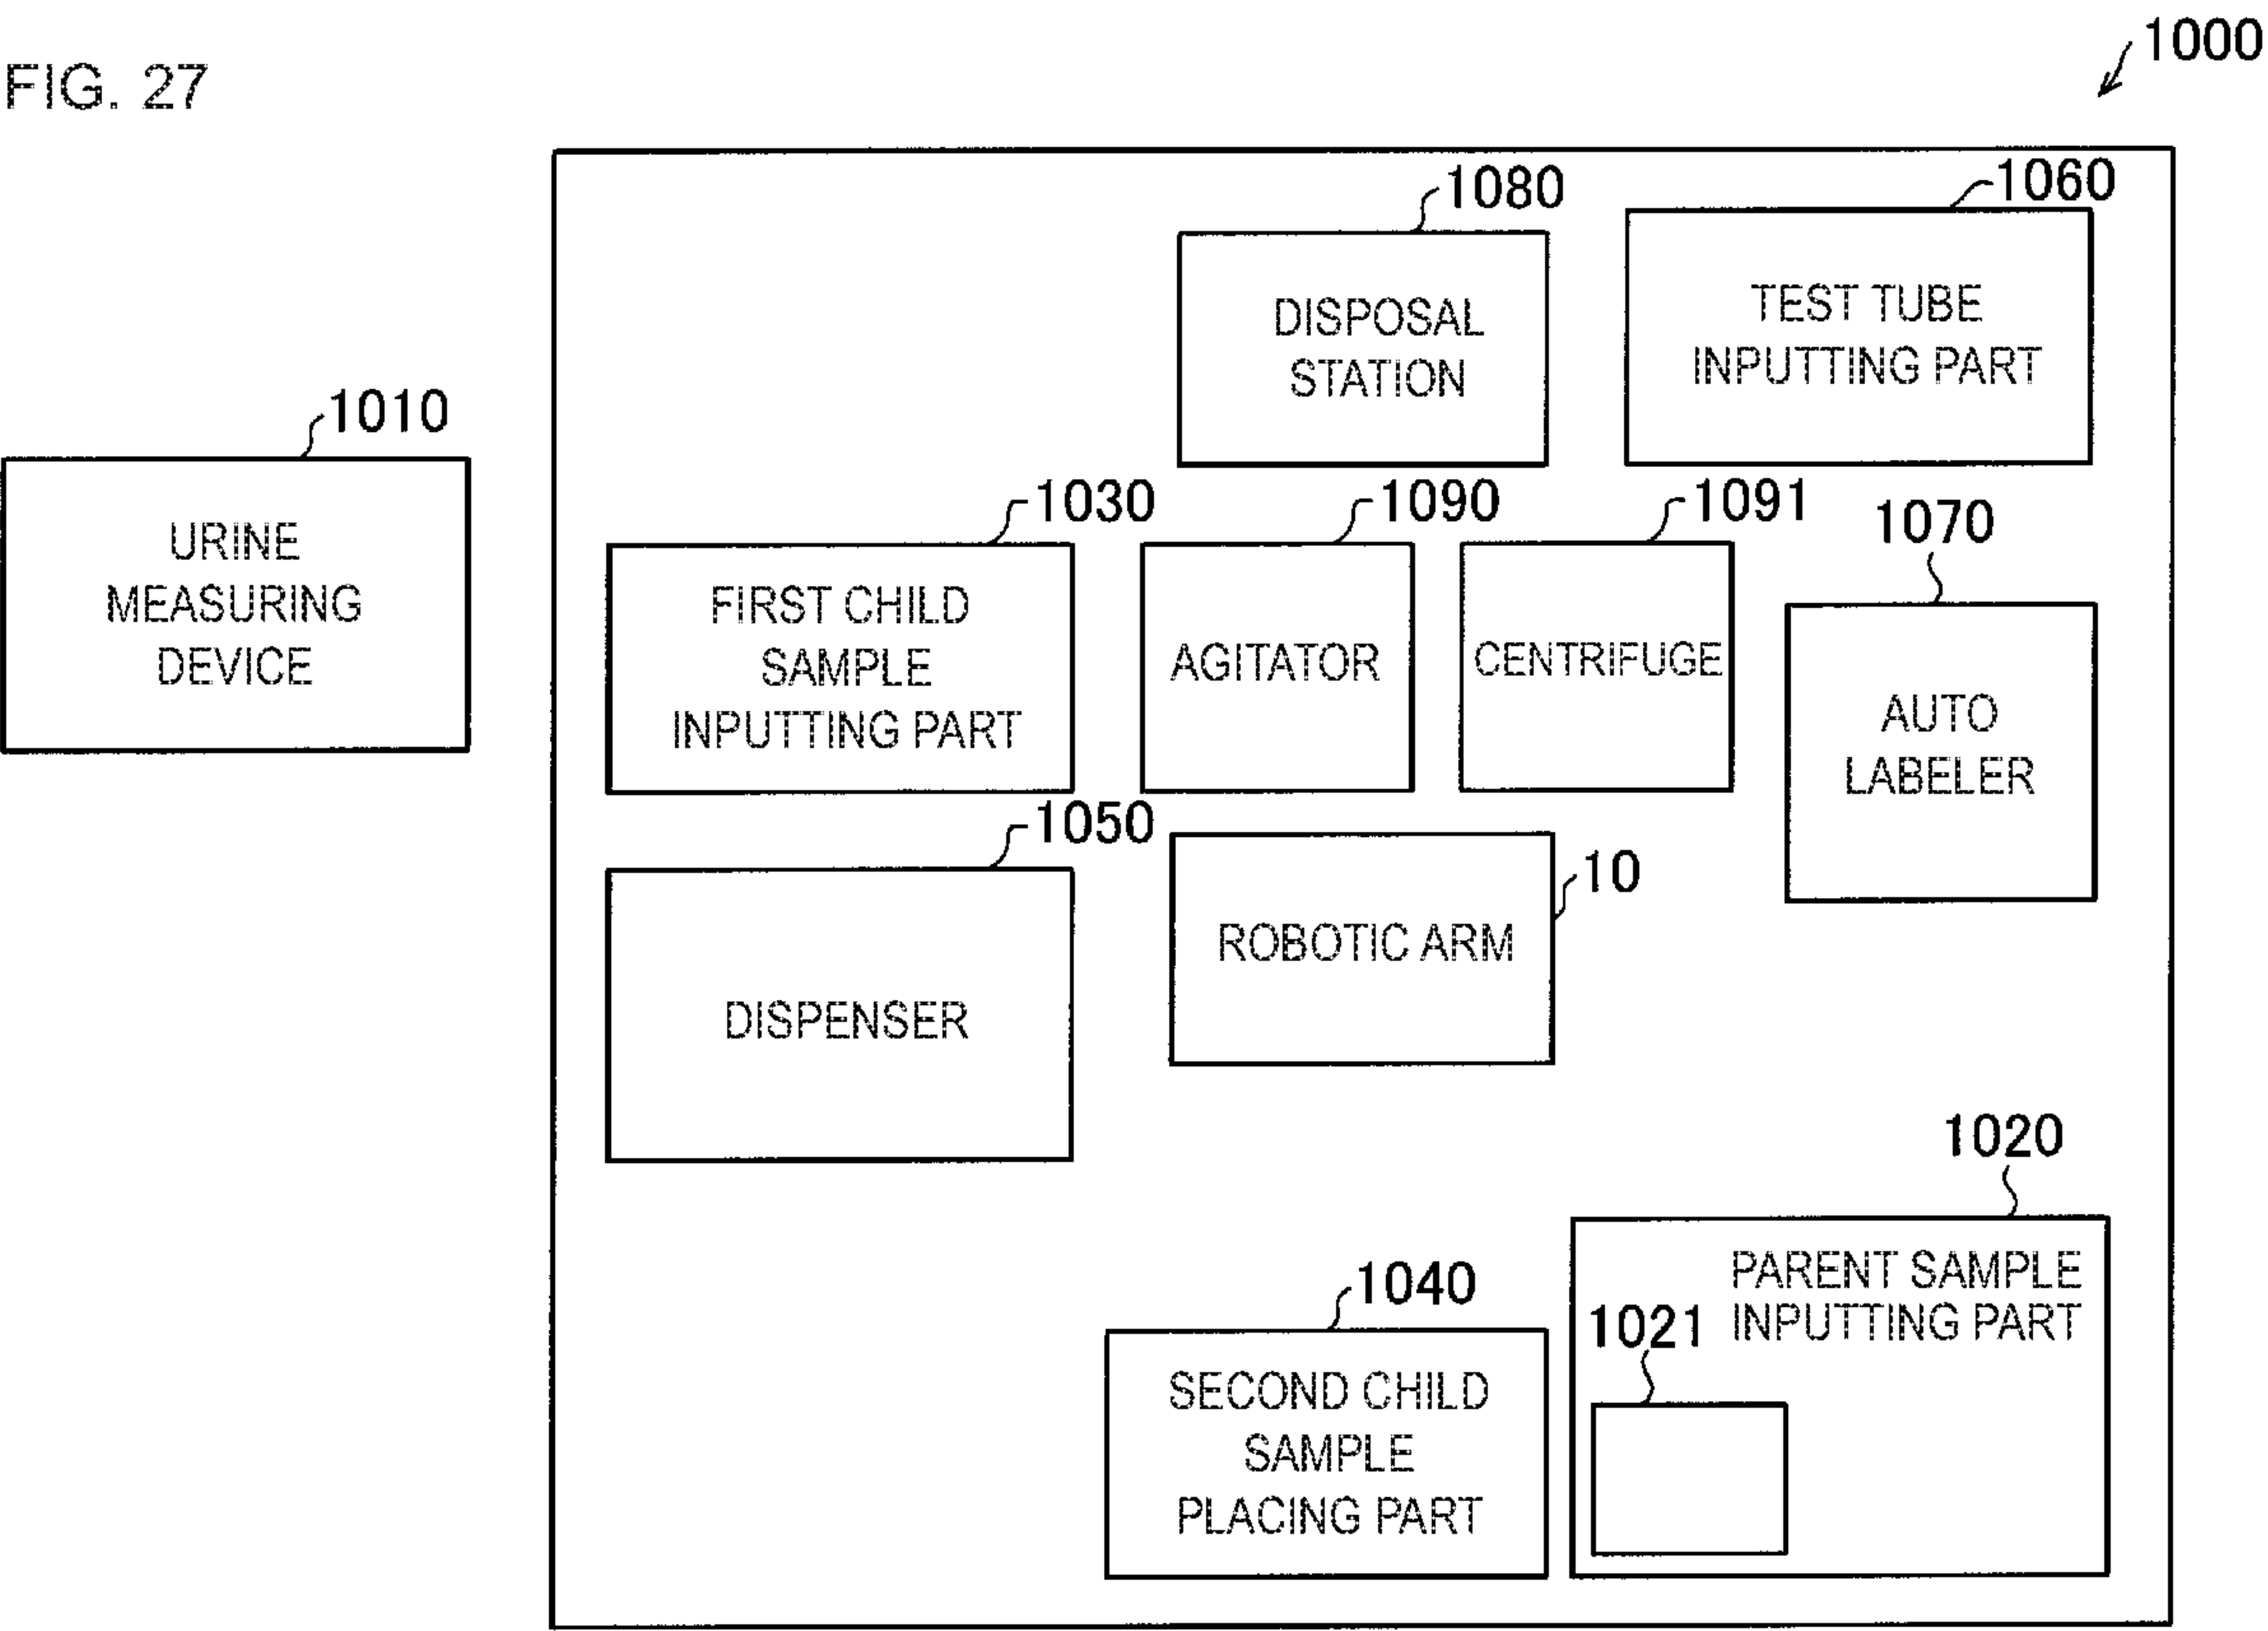 FIG. 27
1000
1080
DISPOSAL
STATION
1060
TEST TUBE
INPUTTING PART
1010
URINE
MEASURING
DEVICE
1030
FIRST CHILD
SAMPLE
INPUTTING PART
1090
AGITATOR
1091
CENTRIFUGE
1070
AUTO
LABELER
1050
DISPENSER
10
ROBOTIC ARM
1020
PARENT SAMPLE
INPUTTING PART
1021
1040
SECOND CHILD
SAMPLE
PLACING PART